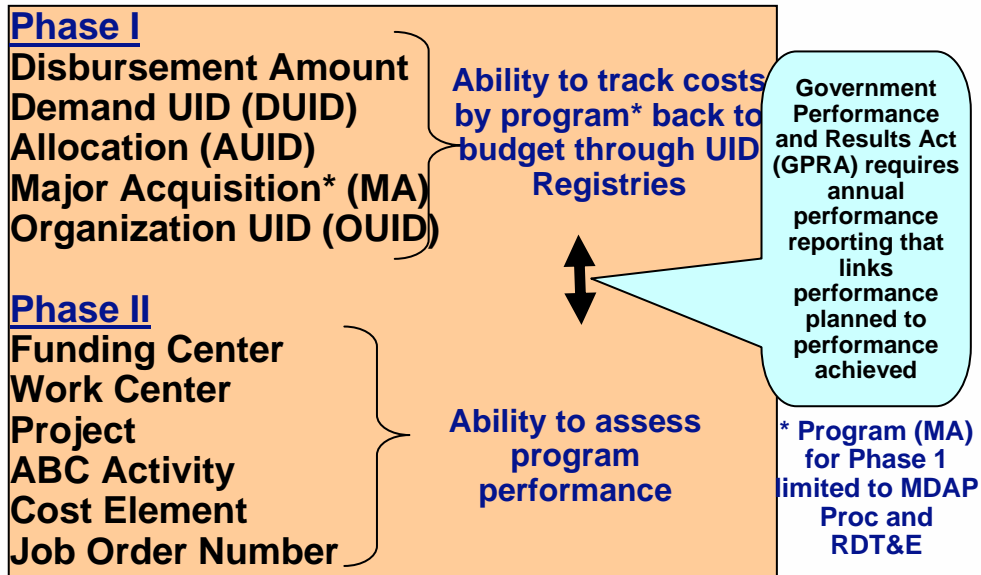 Phase I
Disbursement Amount
Demand UID (DUID)
Allocation (AUID)
Major Acquisition* (MA)
Organization UID (OUID)
Ability to track costs
by program* back to
budget through UID
Registries
Government
Performance
and Results Act
(GPRA) requires
annual
performance
reporting that
links
performance
planned to
performance
achieved
Phase II
Funding Center
Work Center
Project
ABC Activity
Cost Element
Job Order Number
Ability to assess
program
performance
* Program (MA)
for Phase 1
limited to MDAP
Proc and
RDT&E